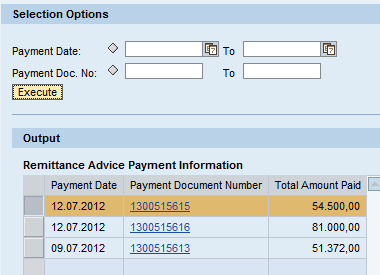 Selection Options
Payment Date: To
Payment Doc. No: To
Execute
Output
Remittance Advice Payment Information
Payment Date Payment Document Number Total Amount Paid
12.07.2012 1300515615 54.500,00
12.07.2012 1300515616 81.000,00
09.07.2012 1300515613 51.372,00